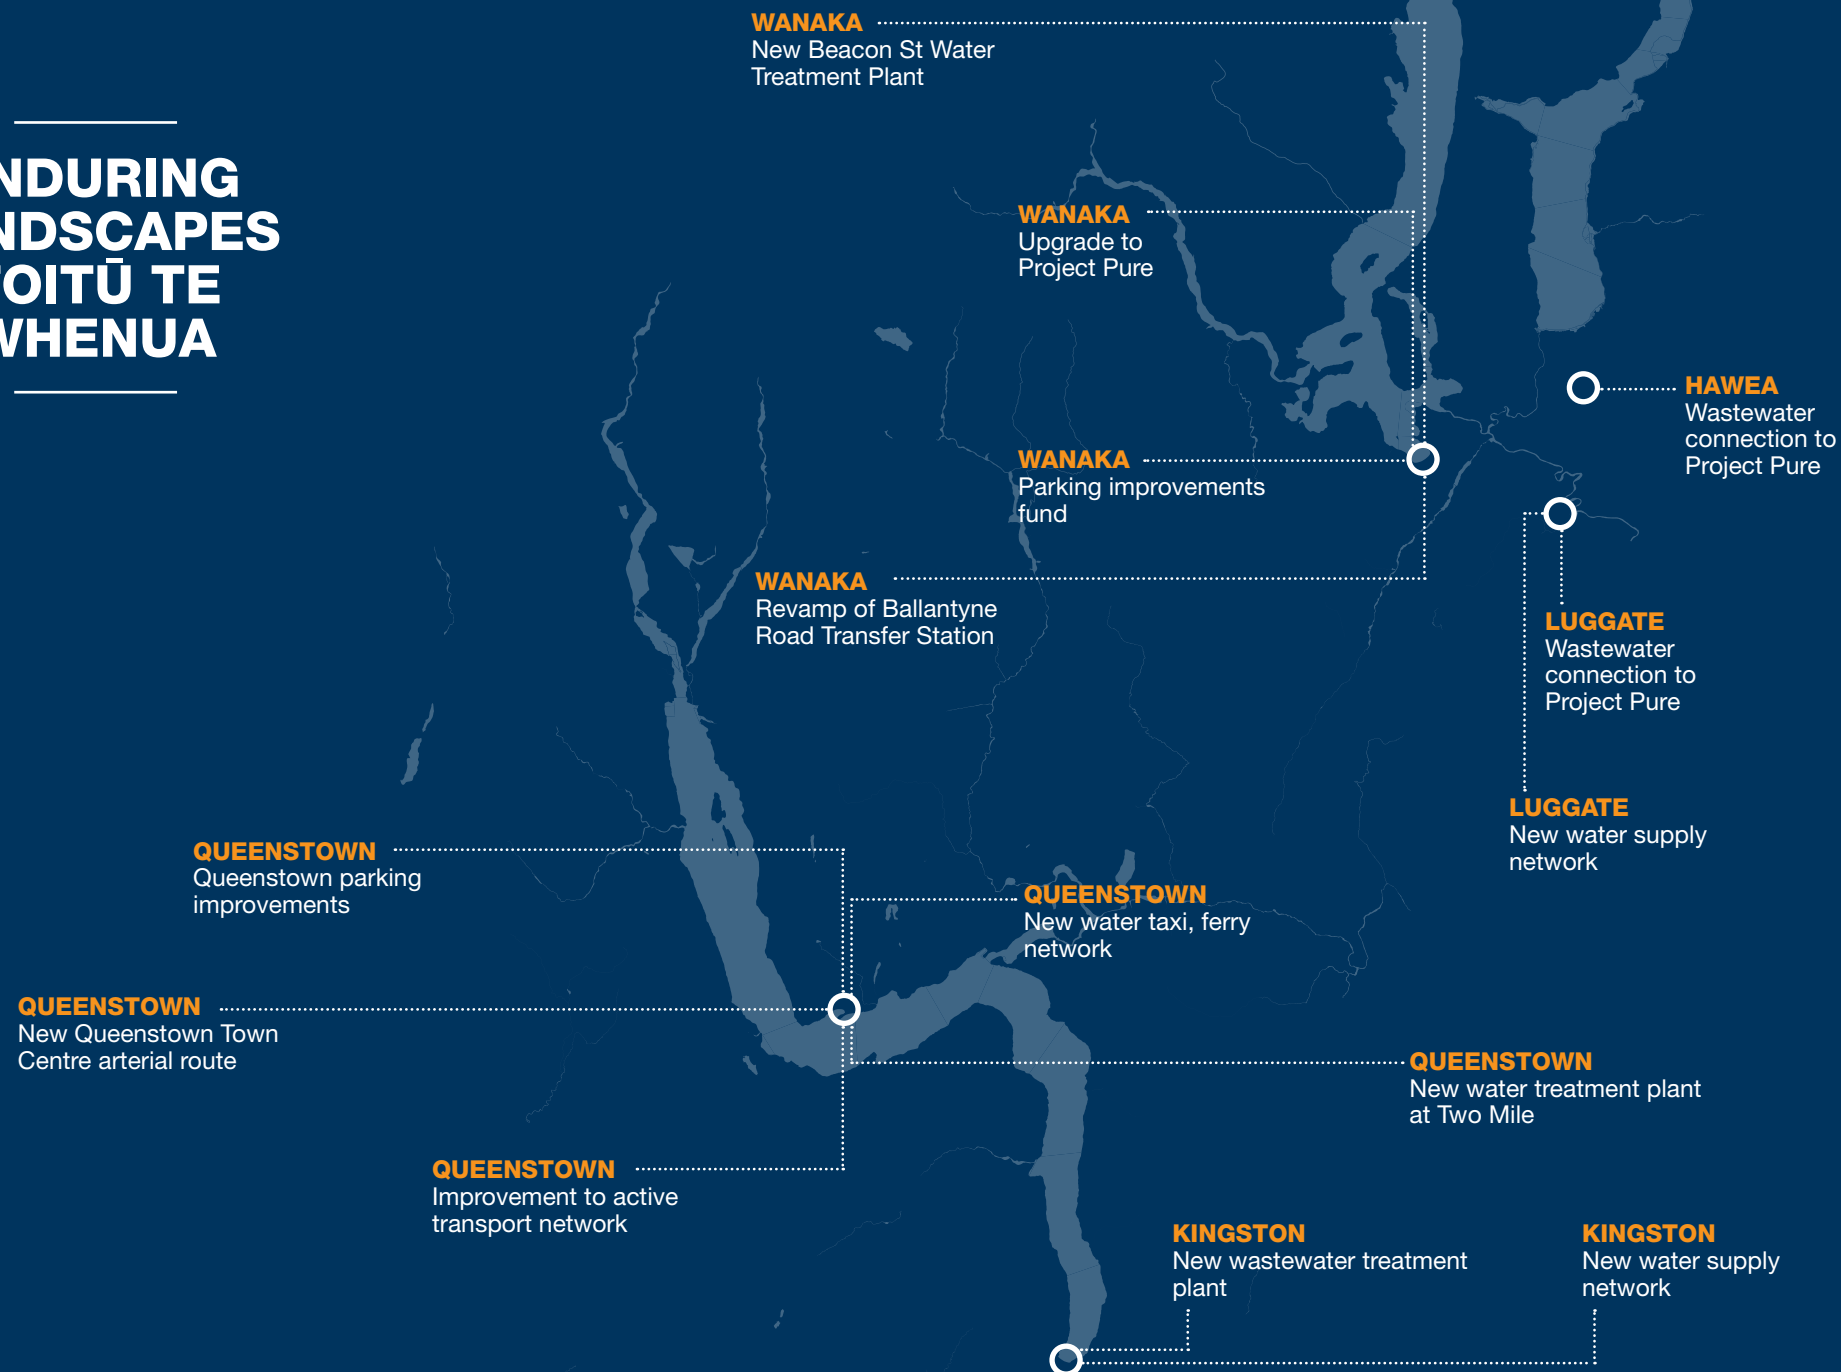 WANAKA
New Beacon St Water
Treatment Plant
NDURING
NDSCAPES
TOITŪ TE
WHENUA
WANAKA
Upgrade to
Project Pure
HAWEA
Wastewater
connection to
Project Pure
WANAKA
Parking improvements
fund
WANAKA
Revamp of Ballantyne
Road Transfer Station
LUGGATE
Wastewater
connection to
Project Pure
LUGGATE
New water supply
network
QUEENSTOWN
Queenstown parking
improvements
QUEENSTOWN
New water taxi, ferry
network
QUEENSTOWN
New Queenstown Town
Centre arterial route
QUEENSTOWN
New water treatment plant
at Two Mile
QUEENSTOWN
Improvement to active
transport network
KINGSTON
New wastewater treatment
plant
KINGSTON
New water supply
network